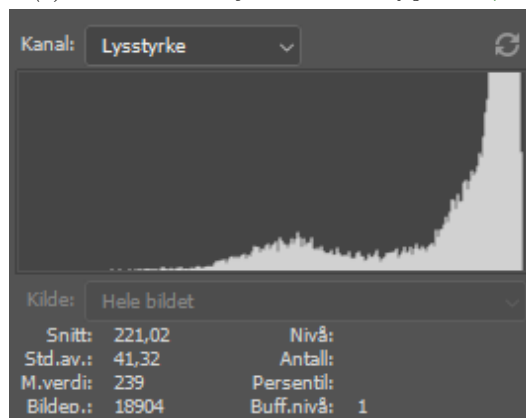 Kanal: Lysstyrke
Kilde: Hele bildet
Snitt: 221,02 Nivå:
Std.av.: 41,32 Antall:
M.verdi: 239 Persentil:
Bildep.: 18904 Buff.nivå: 1